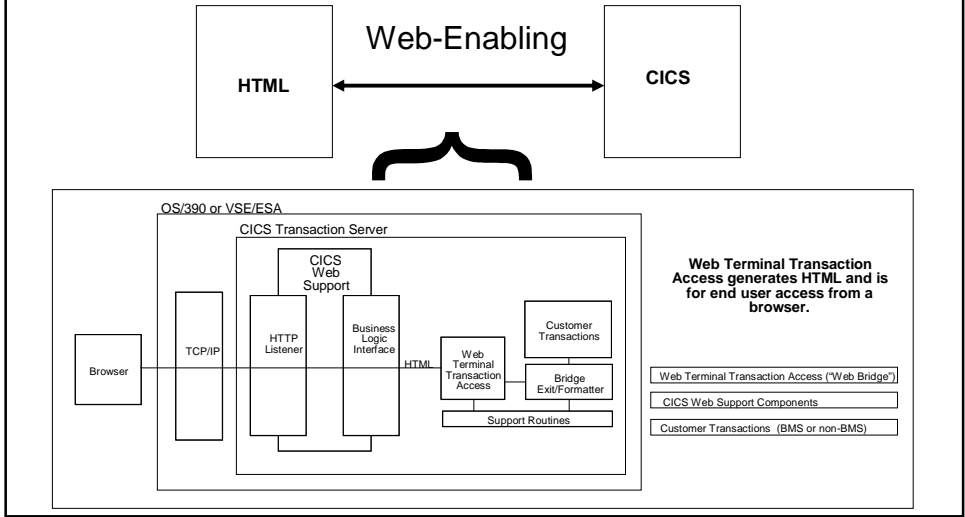 Web-Enabling
HTML
CICS
OS/390 or VSE/ESA
CICS Transaction Server
CICS
Web
Support
Browser
TCP/IP
HTTP
Listener
Business
Logic
Interface
HTML
Web
Terminal
Transaction
Access
Customer
Transactions
Bridge
Exit/Formatter
Support Routines
Web Terminal Transaction
Access generates HTML and is
for end user access from a
browser.
Web Terminal Transaction Access ("Web Bridge")
CICS Web Support Components
Customer Transactions (BMS or non-BMS)